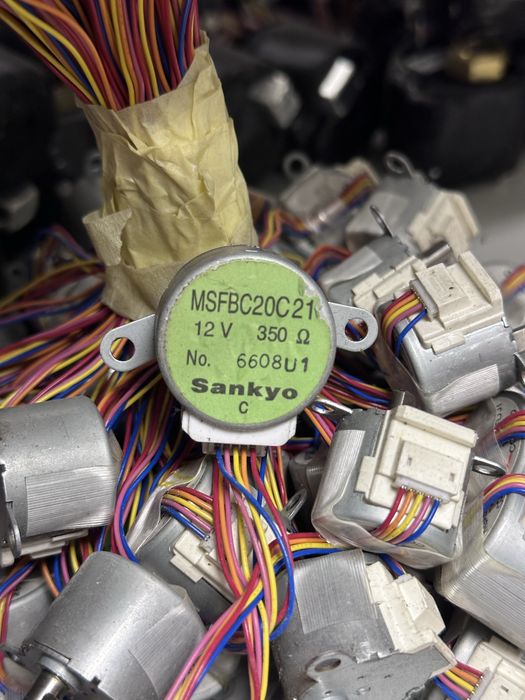 MSFBC20C21
12 V 350 Ω
No. 6608U1
Sankyo
C